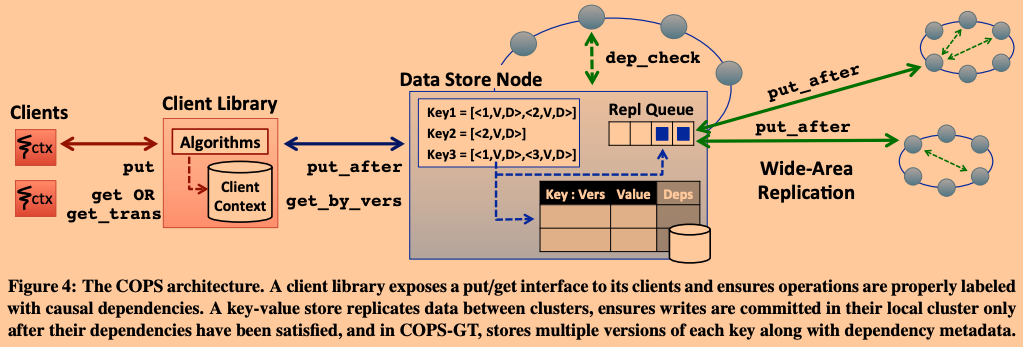 Clients
ctx
ctx
put
get OR
get_trans
Client Library
Algorithms
Client
Context
put_after
get_by_vers
Data Store Node
Key1 = [<1,V,D>,<2,V,D>]
Key2 = [<2,V,D>]
Key3 = [<1,V,D>,<3,V,D>]
Repl Queue
Key : Vers Value Deps
dep_check
put_after
put_after
Wide-Area
Replication
Figure 4: The COPS architecture. A client library exposes a put/get interface to its clients and ensures operations are properly labeled
with causal dependencies. A key-value store replicates data between clusters, ensures writes are committed in their local cluster only
after their dependencies have been satisfied, and in COPS-GT, stores multiple versions of each key along with dependency metadata.